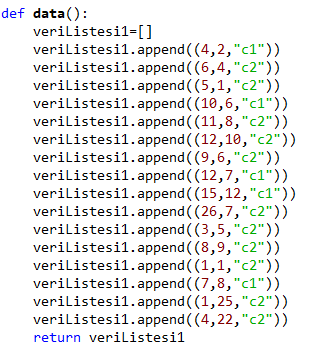 def data():
    veriListesi1=[]
    veriListesi1.append((4,2,"c1"))
    veriListesi1.append((6,4,"c2"))
    veriListesi1.append((5,1,"c2"))
    veriListesi1.append((10,6,"c1"))
    veriListesi1.append((11,8,"c2"))
    veriListesi1.append((12,10,"c2"))
    veriListesi1.append((9,6,"c2"))
    veriListesi1.append((12,7,"c1"))
    veriListesi1.append((15,12,"c1"))
    veriListesi1.append((26,7,"c2"))
    veriListesi1.append((3,5,"c2"))
    veriListesi1.append((8,9,"c2"))
    veriListesi1.append((1,1,"c2"))
    veriListesi1.append((7,8,"c1"))
    veriListesi1.append((1,25,"c2"))
    veriListesi1.append((4,22,"c2"))
    return veriListesi1